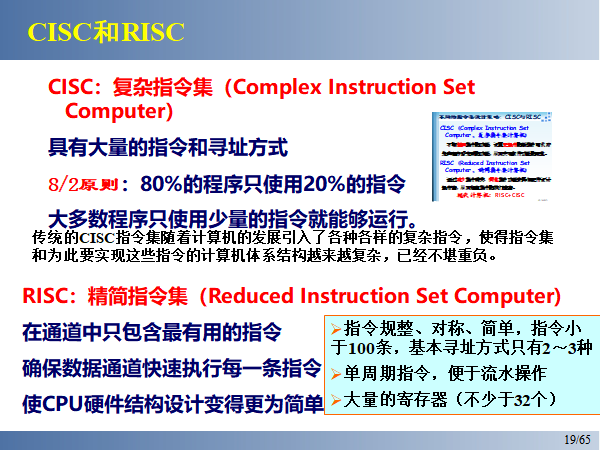 CISC和RISC
CISC：复杂指令集（Complex Instruction Set
Computer）
具有大量的指令和寻址方式
8/2原则：80%的程序只使用20%的指令
大多数程序只使用少量的指令就能够运行。
传统的CISC指令集随着计算机的发展引入了各种各样的复杂指令，使得指令集
和为此要实现这些指令的计算机体系结构越来越复杂，已经不堪重负。
CISC (Complex Instruction Set
RISC (Reduced Instruction Set
RISC：精简指令集（Reduced Instruction Set Computer)
在通道中只包含最有用的指令
确保数据通道快速执行每一条指令
使CPU硬件结构设计变得更为简单
指令规整、对称、简单，指令小
于100条，基本寻址方式只有2～3种
单周期指令，便于流水操作
大量的寄存器（不少于32个）
19/65